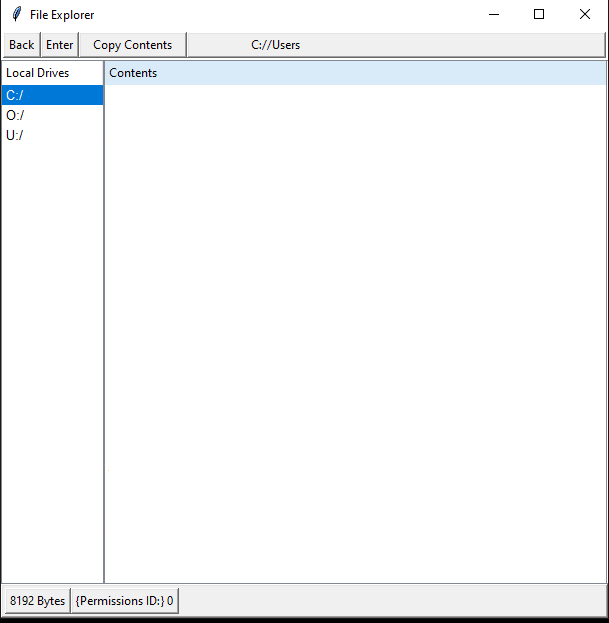 File Explorer
Back Enter Copy Contents C://Users
Local Drives Contents
C:/
O:/
U:/
8192 Bytes {Permissions ID:} 0